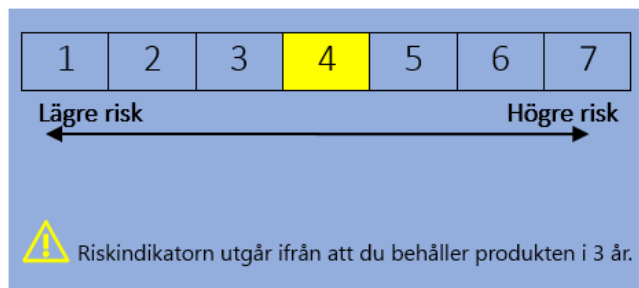 1 2 3 4 5 6 7
Lägre risk Högre risk
Riskindikatorn utgår ifrån att du behåller produkten i 3 år.